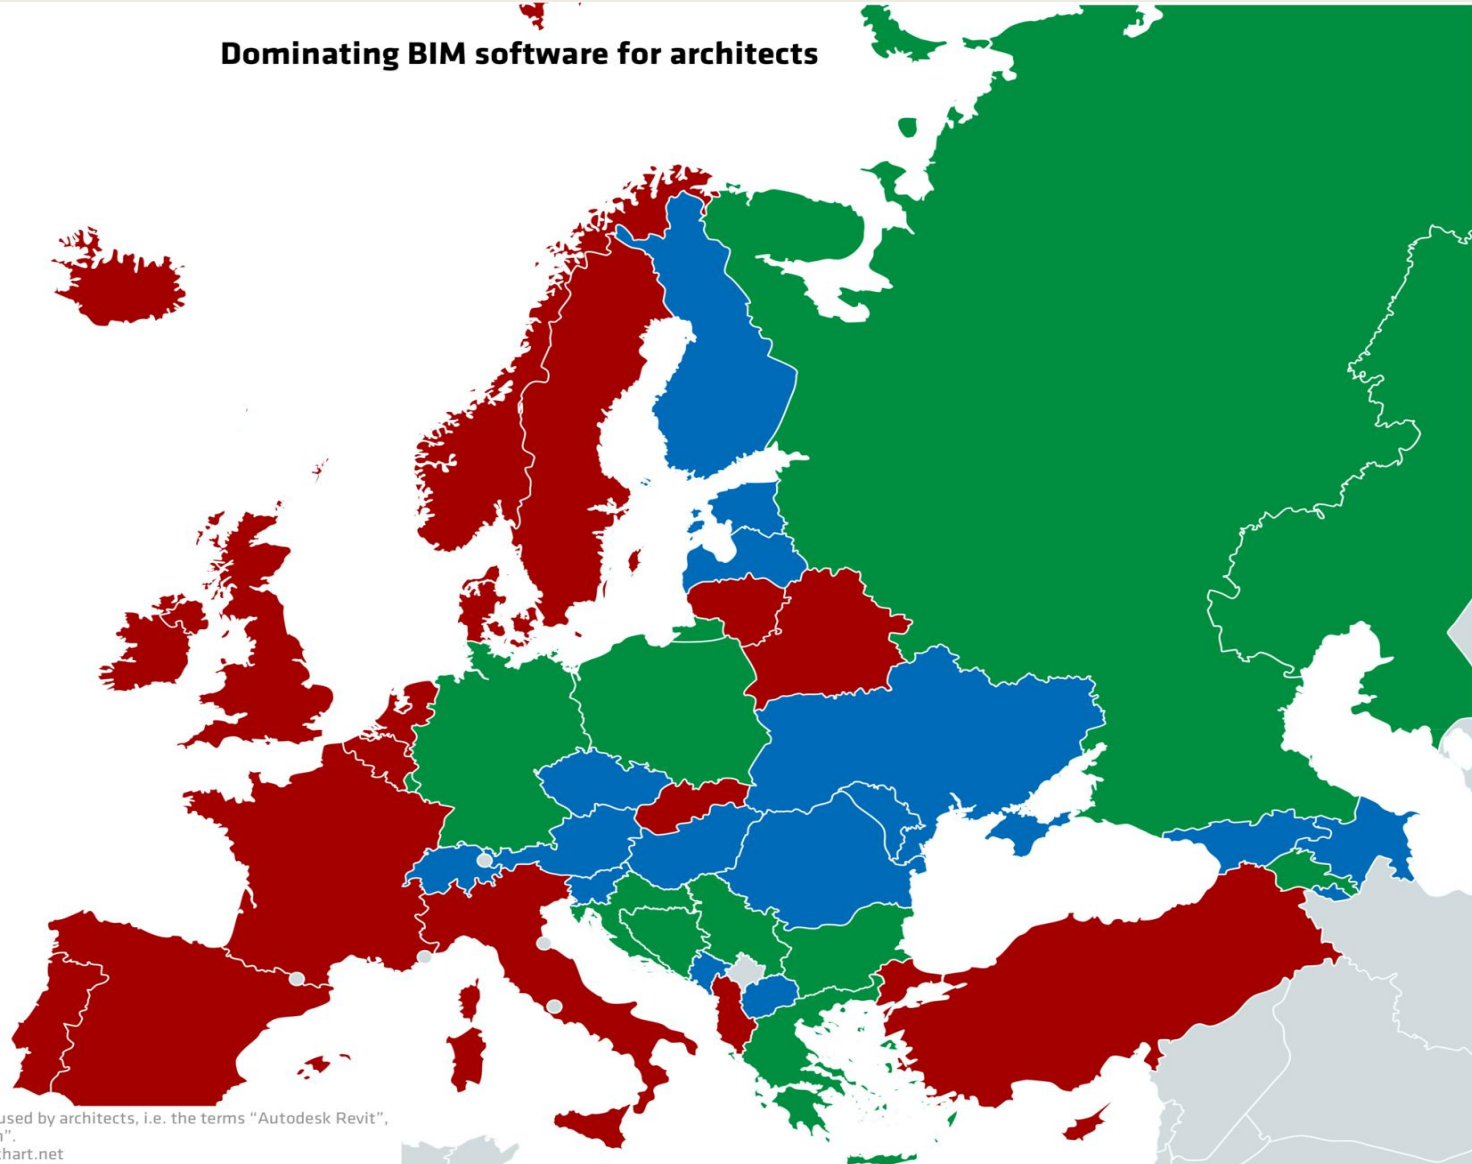 Dominating BIM software for architects
used by architects, i.e. the terms “Autodesk Revit”,
”.
hart.net